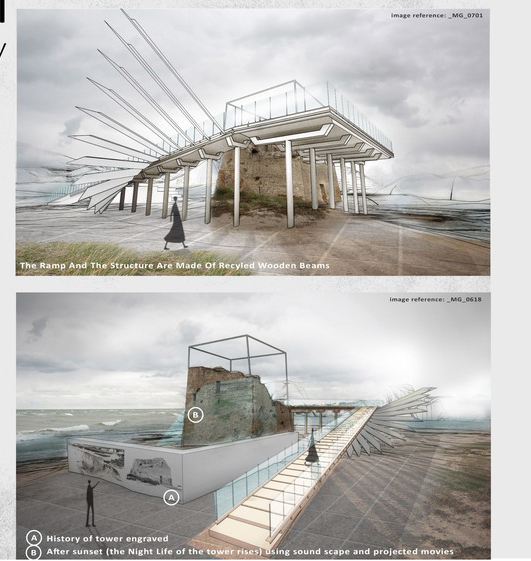 image reference: _MG_0701
The Ramp And The Structure Are Made Of Recyled Wooden Beams
image reference: _MG_0618
B
A
A History of tower engraved
B After sunset (the Night Life of the tower rises) using sound scape and projected movies